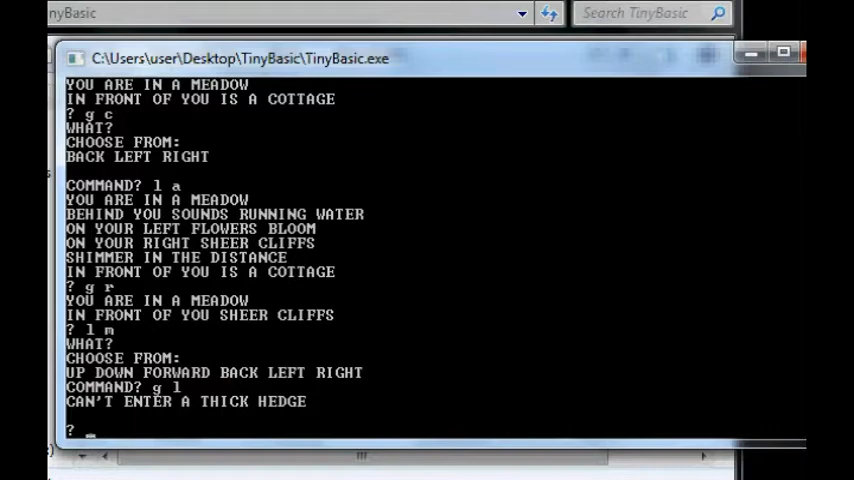 nyBasic
Search TinyBasic
C:\Users\user\Desktop\TinyBasic\TinyBasic.exe
YOU ARE IN A MEADOW
IN FRONT OF YOU IS A COTTAGE
? g c
WHAT?
CHOOSE FROM:
BACK LEFT RIGHT
COMMAND? l a
YOU ARE IN A MEADOW
BEHIND YOU SOUNDS RUNNING WATER
ON YOUR LEFT FLOWERS BLOOM
ON YOUR RIGHT SHEER CLIFFS
SHIMMER IN THE DISTANCE
IN FRONT OF YOU IS A COTTAGE
? g r
YOU ARE IN A MEADOW
IN FRONT OF YOU SHEER CLIFFS
? l m
WHAT?
CHOOSE FROM:
UP DOWN FORWARD BACK LEFT RIGHT
COMMAND? g l
CAN'T ENTER A THICK HEDGE
? _